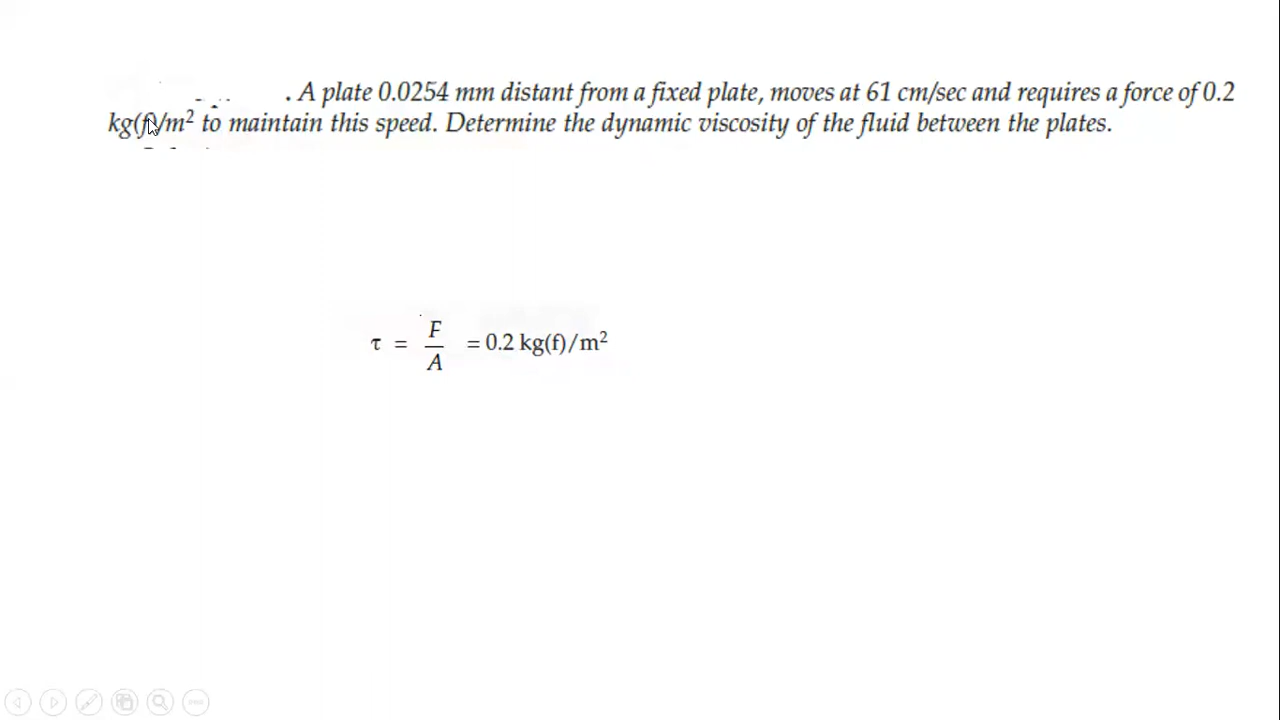 . A plate 0.0254 mm distant from a fixed plate, moves at 61 cm/sec and requires a force of 0.2
kg(f)/m² to maintain this speed. Determine the dynamic viscosity of the fluid between the plates.
τ = F/A = 0.2 kg(f)/m²